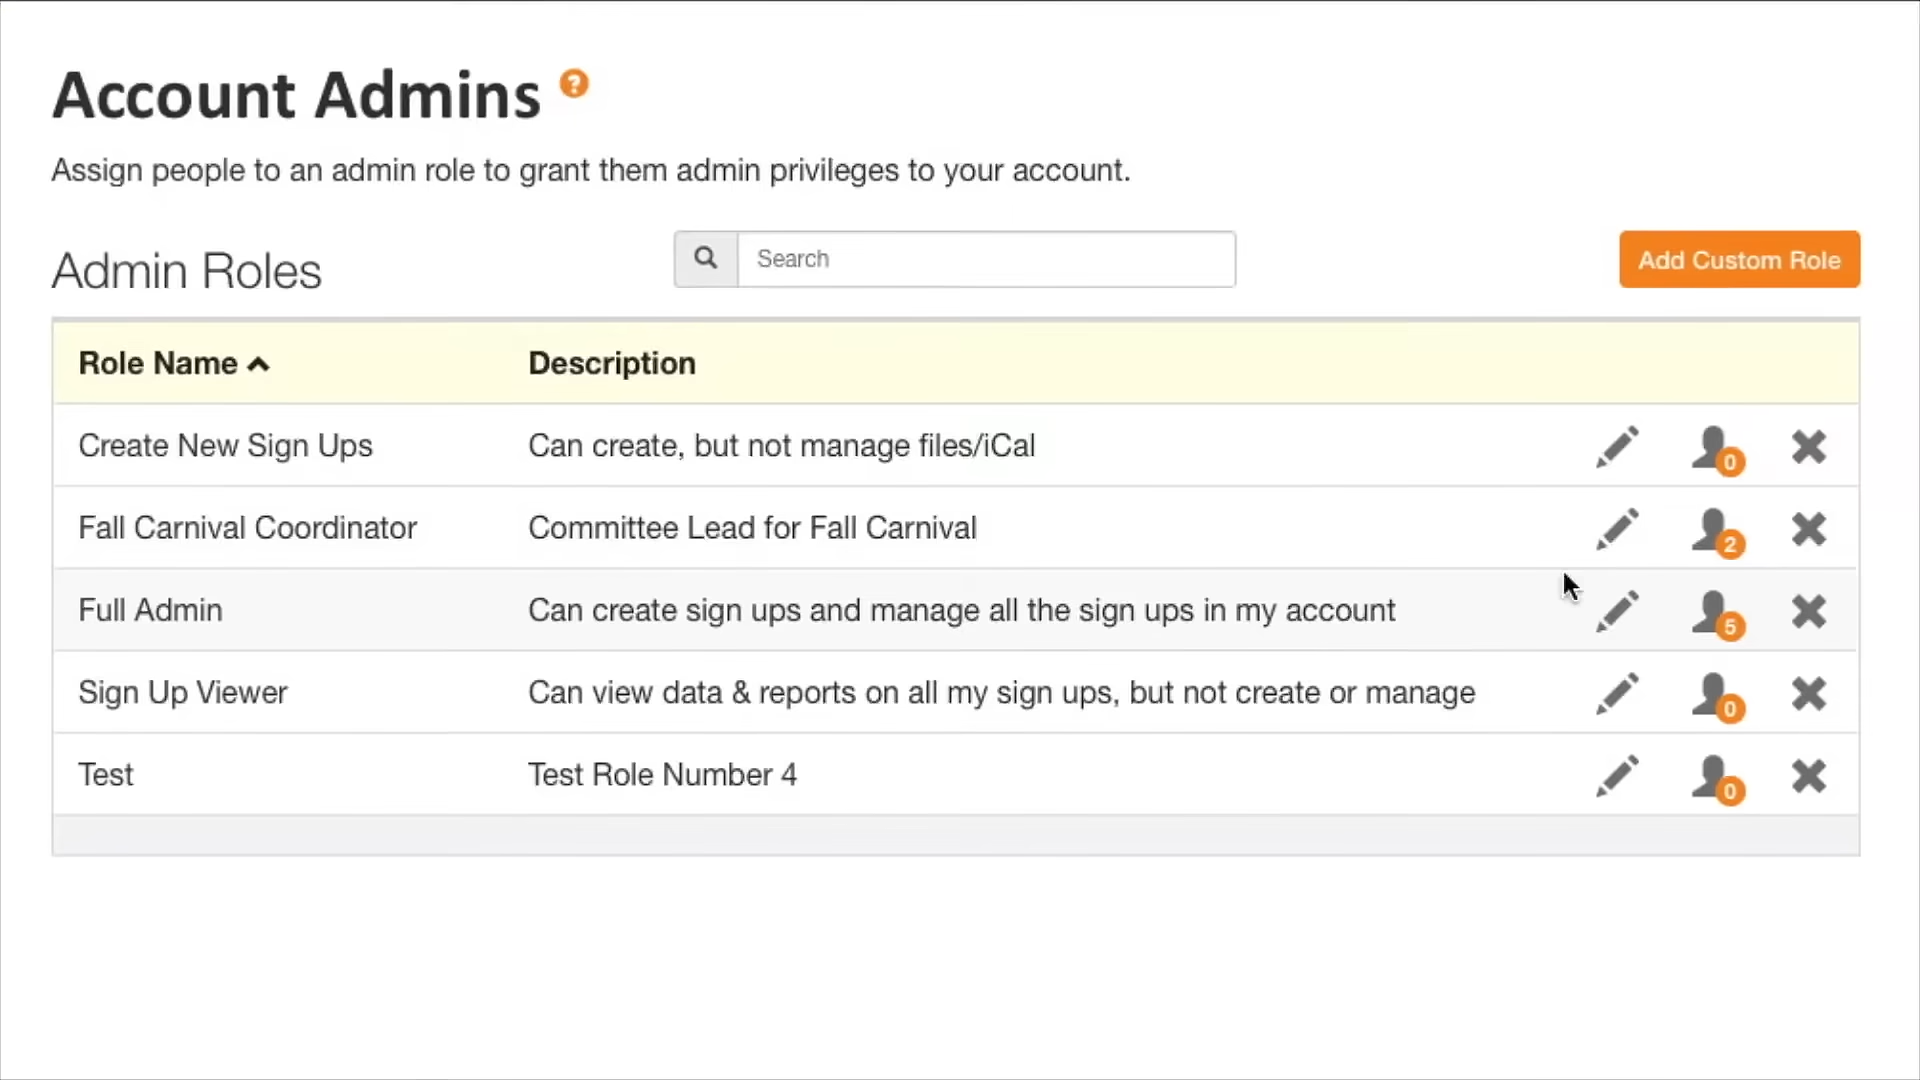 Account Admins ?
Assign people to an admin role to grant them admin privileges to your account.
Admin Roles
Search
Add Custom Role
Role Name Description
Create New Sign Ups Can create, but not manage files/iCal 0
Fall Carnival Coordinator Committee Lead for Fall Carnival 2
Full Admin Can create sign ups and manage all the sign ups in my account 5
Sign Up Viewer Can view data & reports on all my sign ups, but not create or manage 0
Test Test Role Number 4 0